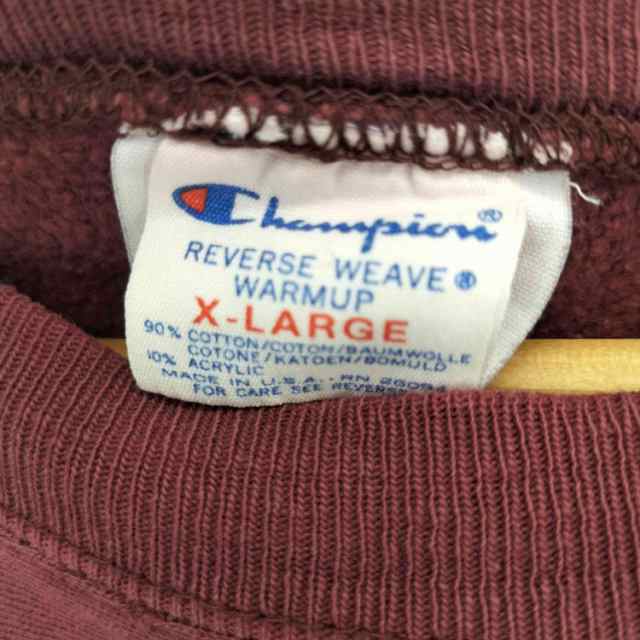 Champion®
REVERSE WEAVE®
WARMUP
X-LARGE
90% COTTON/COTON/BAUMWOLLE
COTONE/KATOEN/BOMULD
10% ACRYLIC
MADE IN U.S.A. RN 26094
FOR CARE SEE REVERSE